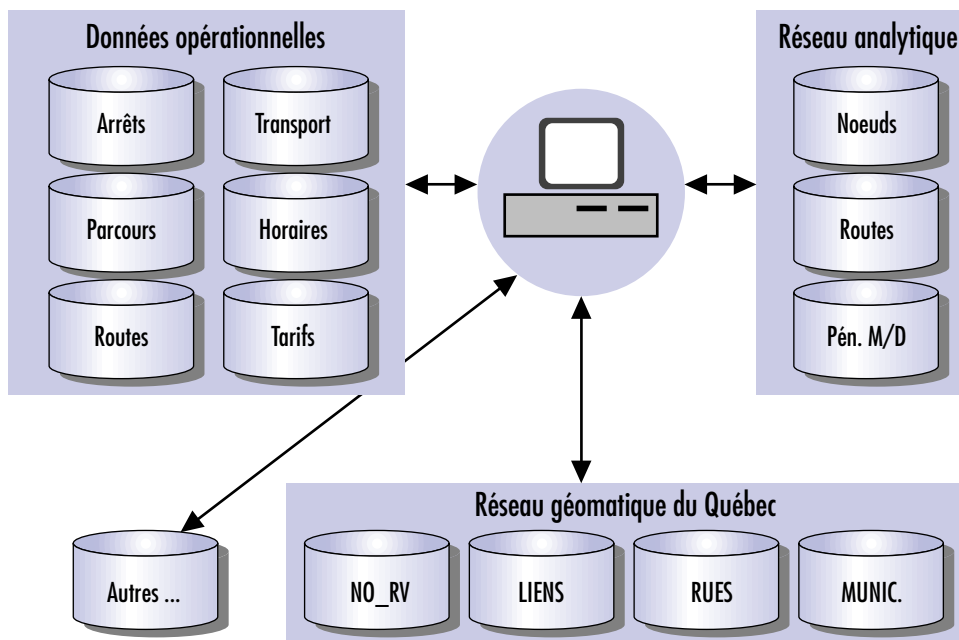 Données opérationnelles
Arrêts
Transport
Parcours
Horaires
Routes
Tarifs
Réseau analytique
Noeuds
Routes
Pén. M/D
Autres ...
Réseau géomatique du Québec
NO_RV
LIENS
RUES
MUNIC.